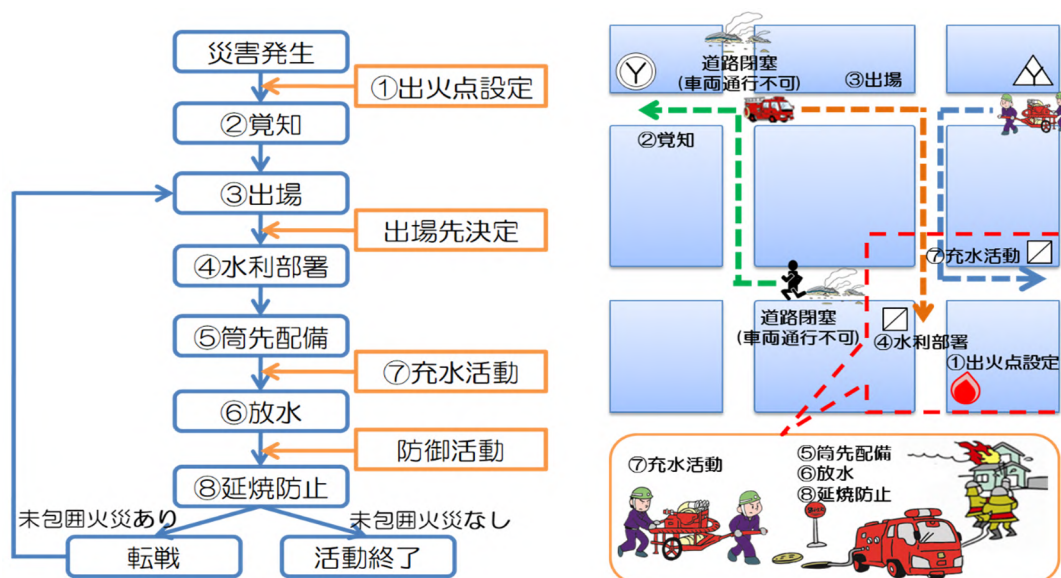 災害発生
①出火点設定
②覚知
③出場
出場先決定
④水利部署
⑤筒先配備
⑦充水活動
⑥放水
防御活動
⑧延焼防止
未包囲火災あり
未包囲火災なし
転戦
活動終了
Y
道路閉塞
(車両通行不可)
③出場
Y
②覚知
⑦充水活動
道路閉塞
(車両通行不可)
④水利部署
①出火点設定
⑦充水活動
⑤筒先配備
⑥放水
⑧延焼防止